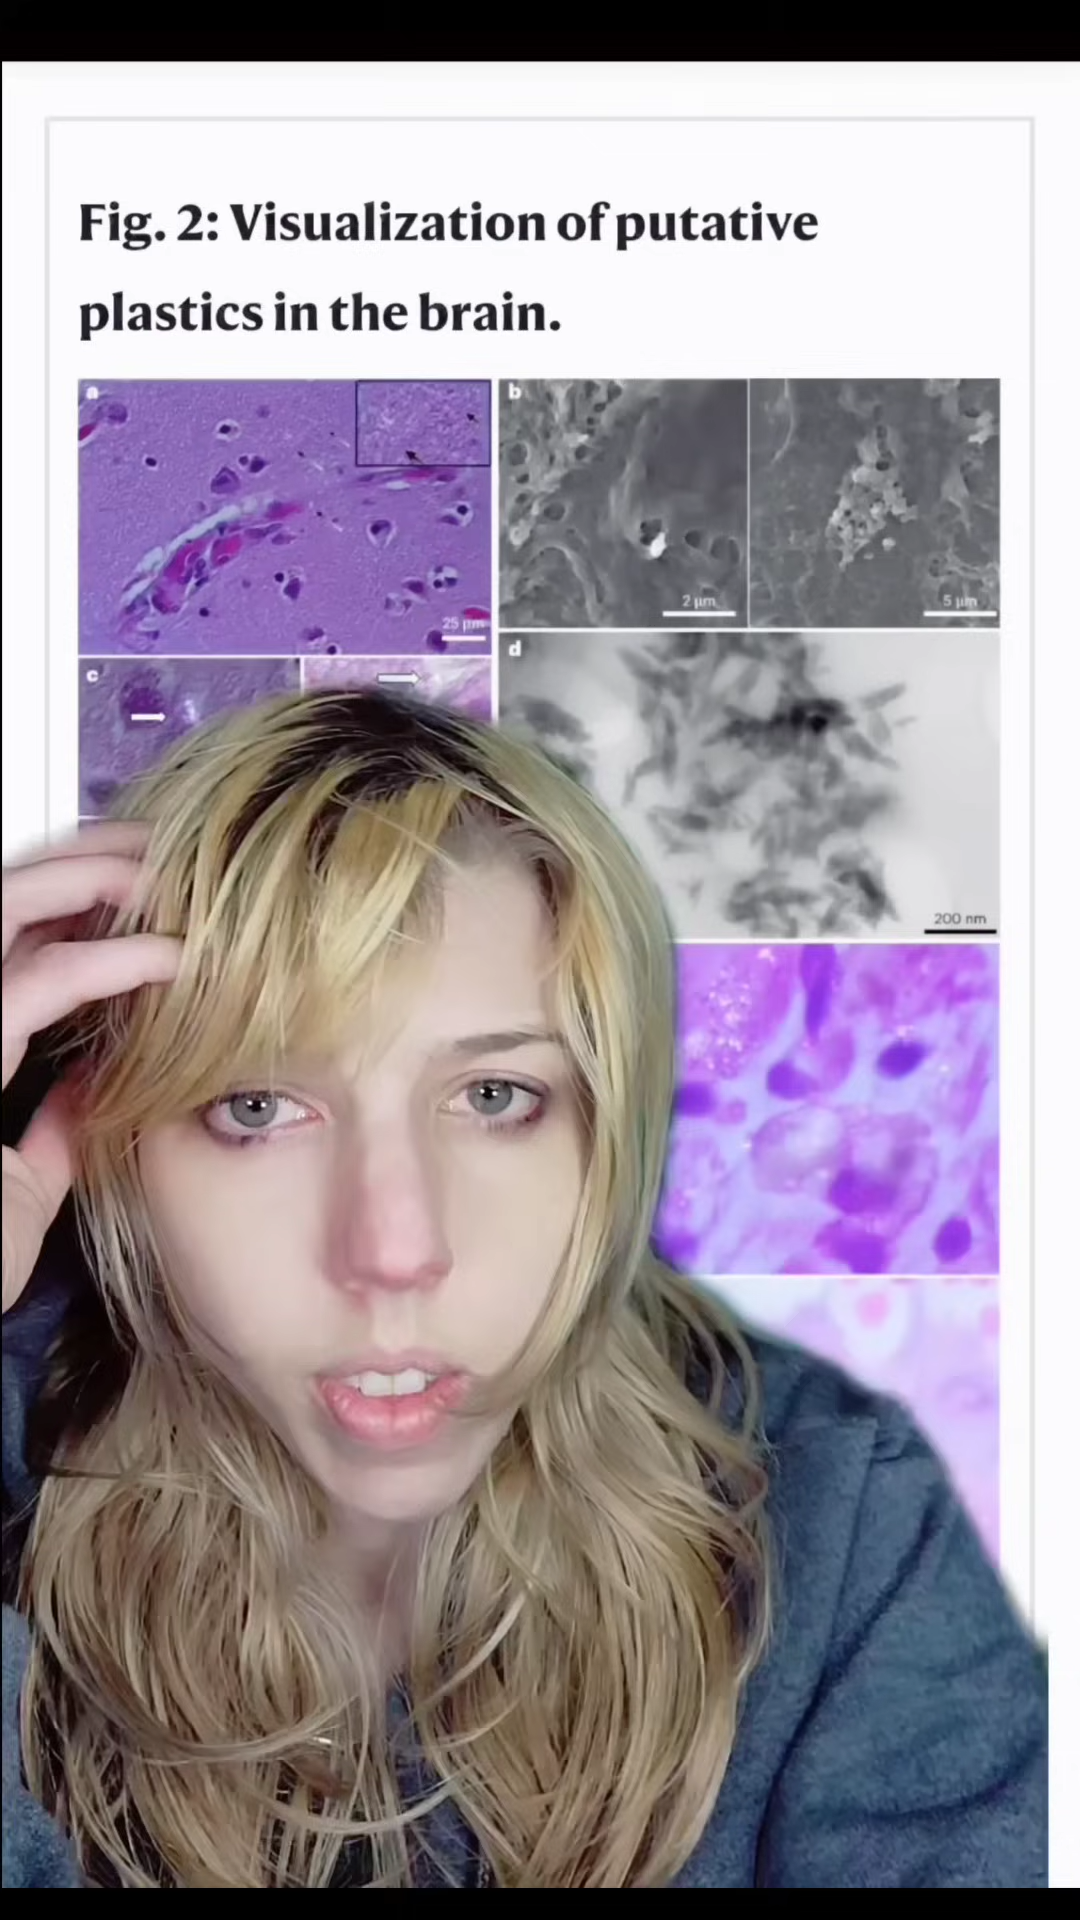 Fig. 2: Visualization of putative
plastics in the brain.
a
b
25 µm
2 µm
5 µm
c
d
200 nm